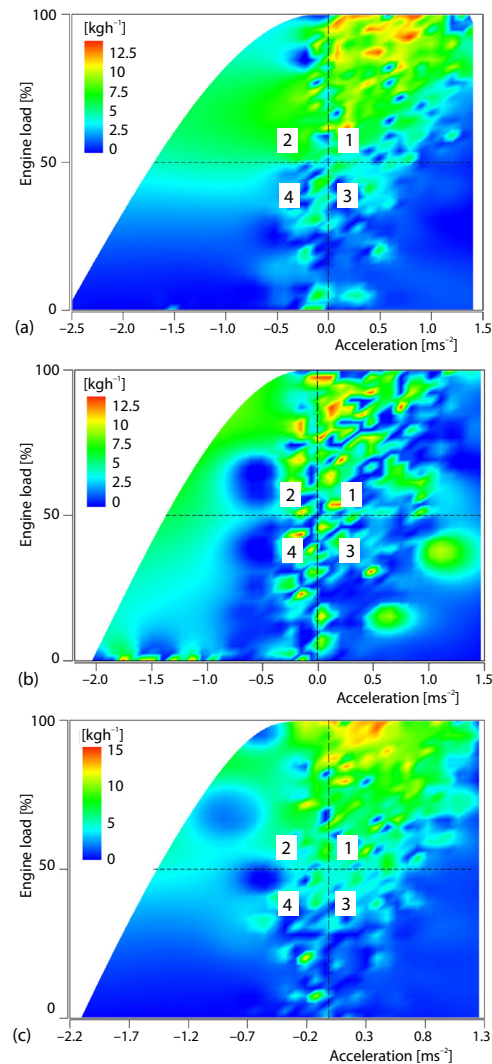 [kgh⁻¹]
12.5
10
7.5
5
2.5
0
100
50
0
Engine load [%]
2 1
4 3
−2.5 −2.0 −1.5 −1.0 −0.5 0.0 0.5 1.0 1.5
(a)
Acceleration [ms⁻²]
[kgh⁻¹]
12.5
10
7.5
5
2.5
0
100
50
0
Engine load [%]
2 1
4 3
−2.0 −1.5 −1.0 −0.5 0.0 0.5 1.0 1.5
(b)
Acceleration [ms⁻²]
[kgh⁻¹]
15
10
5
0
100
50
0
Engine load [%]
2 1
4 3
−2.2 −1.7 −1.2 −0.7 −0.2 0.3 0.8 1.3
(c)
Acceleration [ms⁻²]